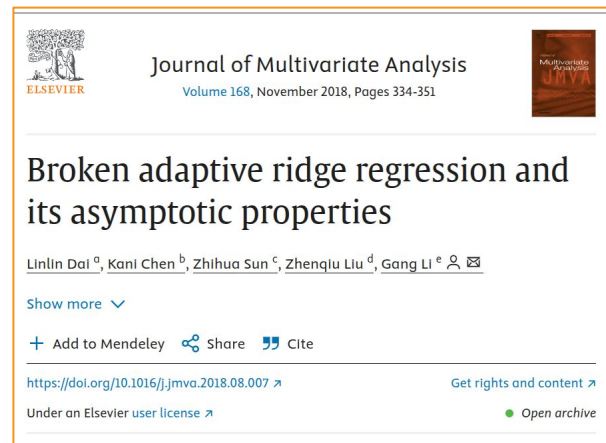 ELSEVIER
Journal of Multivariate Analysis
Volume 168, November 2018, Pages 334-351
Multivariate
Analysis
JMVA
Broken adaptive ridge regression and
its asymptotic properties
Linlin Dai a, Kani Chen b, Zhihua Sun c, Zhenqiu Liu d, Gang Li e
Show more
Add to Mendeley Share Cite
https://doi.org/10.1016/j.jmva.2018.08.007
Get rights and content
Under an Elsevier user license
Open archive